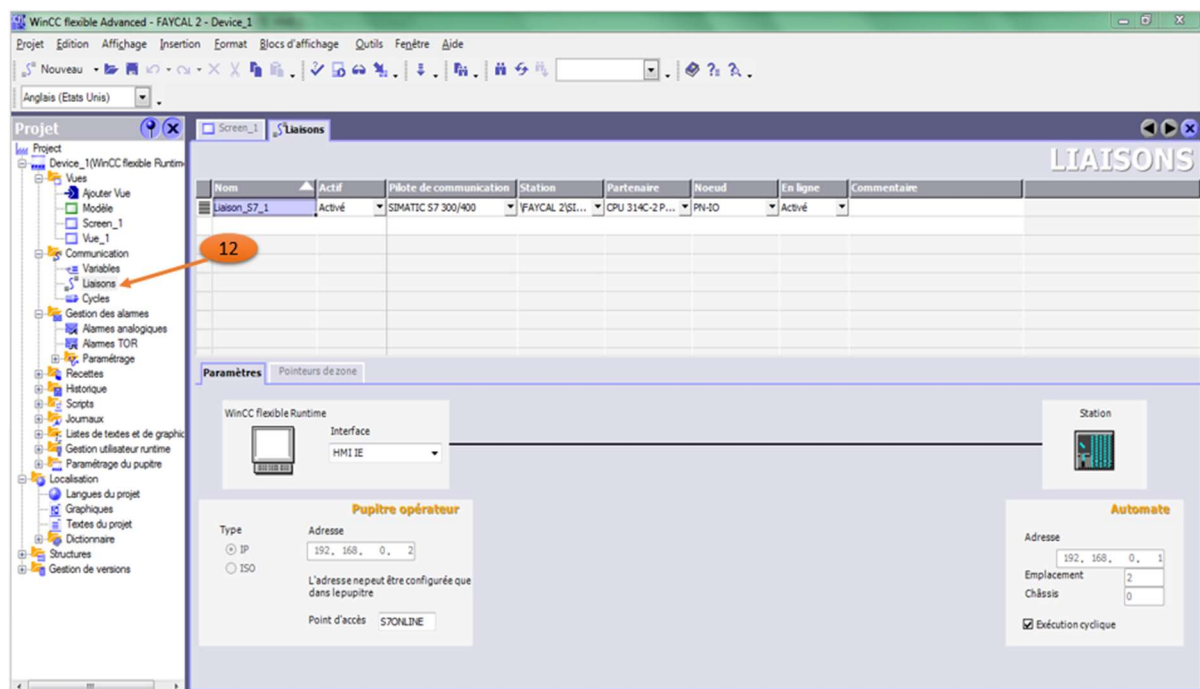 WinCC flexible Advanced - FAYCAL 2 - Device_1
Projet Edition Affichage Insertion Format Blocs d'affichage Outils Fenêtre Aide
Nouveau
Anglais (Etats Unis)
Projet
Screen_1 Liaisons
LIAISONS
Project
Device_1(WinCC flexible Runtim
Vues
Ajouter Vue
Modèle
Screen_1
Vue_1
Communication
Variables
Liaisons
Cycles
Gestion des alarmes
Alarmes analogiques
Alarmes TOR
Paramétrage
Recettes
Historique
Scripts
Journaux
Listes de textes et de graphic
Gestion utilisateur runtime
Paramétrage du pupitre
Localisation
Langues du projet
Graphiques
Textes du projet
Dictionnaire
Structures
Gestion de versions
12
Nom Actif Pilote de communication Station Partenaire Noeud En ligne Commentaire
Liaison_S7_1 Activé SIMATIC S7 300/400 \FAYCAL 2\SI... CPU 314C-2 P... PN-IO Activé
Paramètres Pointeurs de zone
WinCC flexible Runtime
Interface
HMI IE
Station
Pupitre opérateur
Type Adresse
IP 192. 168. 0. 2
ISO
L'adresse nepeut être configurée que
dans lepupitre
Point d'accès S7ONLINE
Automate
Adresse
192. 168. 0. 1
Emplacement 2
Châssis 0
Exécution cyclique